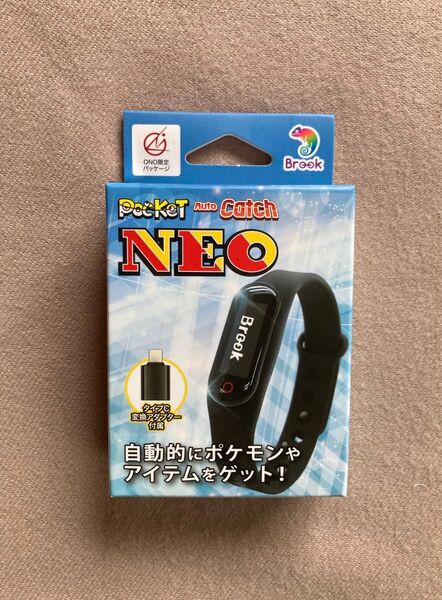 ONO限定
パッケージ
Brook
Pocket Auto Catch
NEO
Brook
タイプC
変換アダプター
付属
自動的にポケモンや
アイテムをゲット!